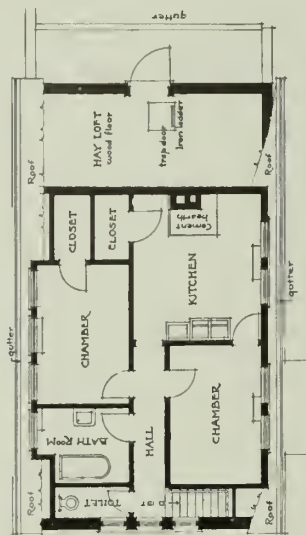 gutter
HAY LOFT
wood floor
trap door
Iron ladder
Roof
Roof
CLOSET
CLOSET
Cement
hearth
KITCHEN
gutter
gutter
CHAMBER
CHAMBER
BATH ROOM
HALL
TOILET
Roof
Roof